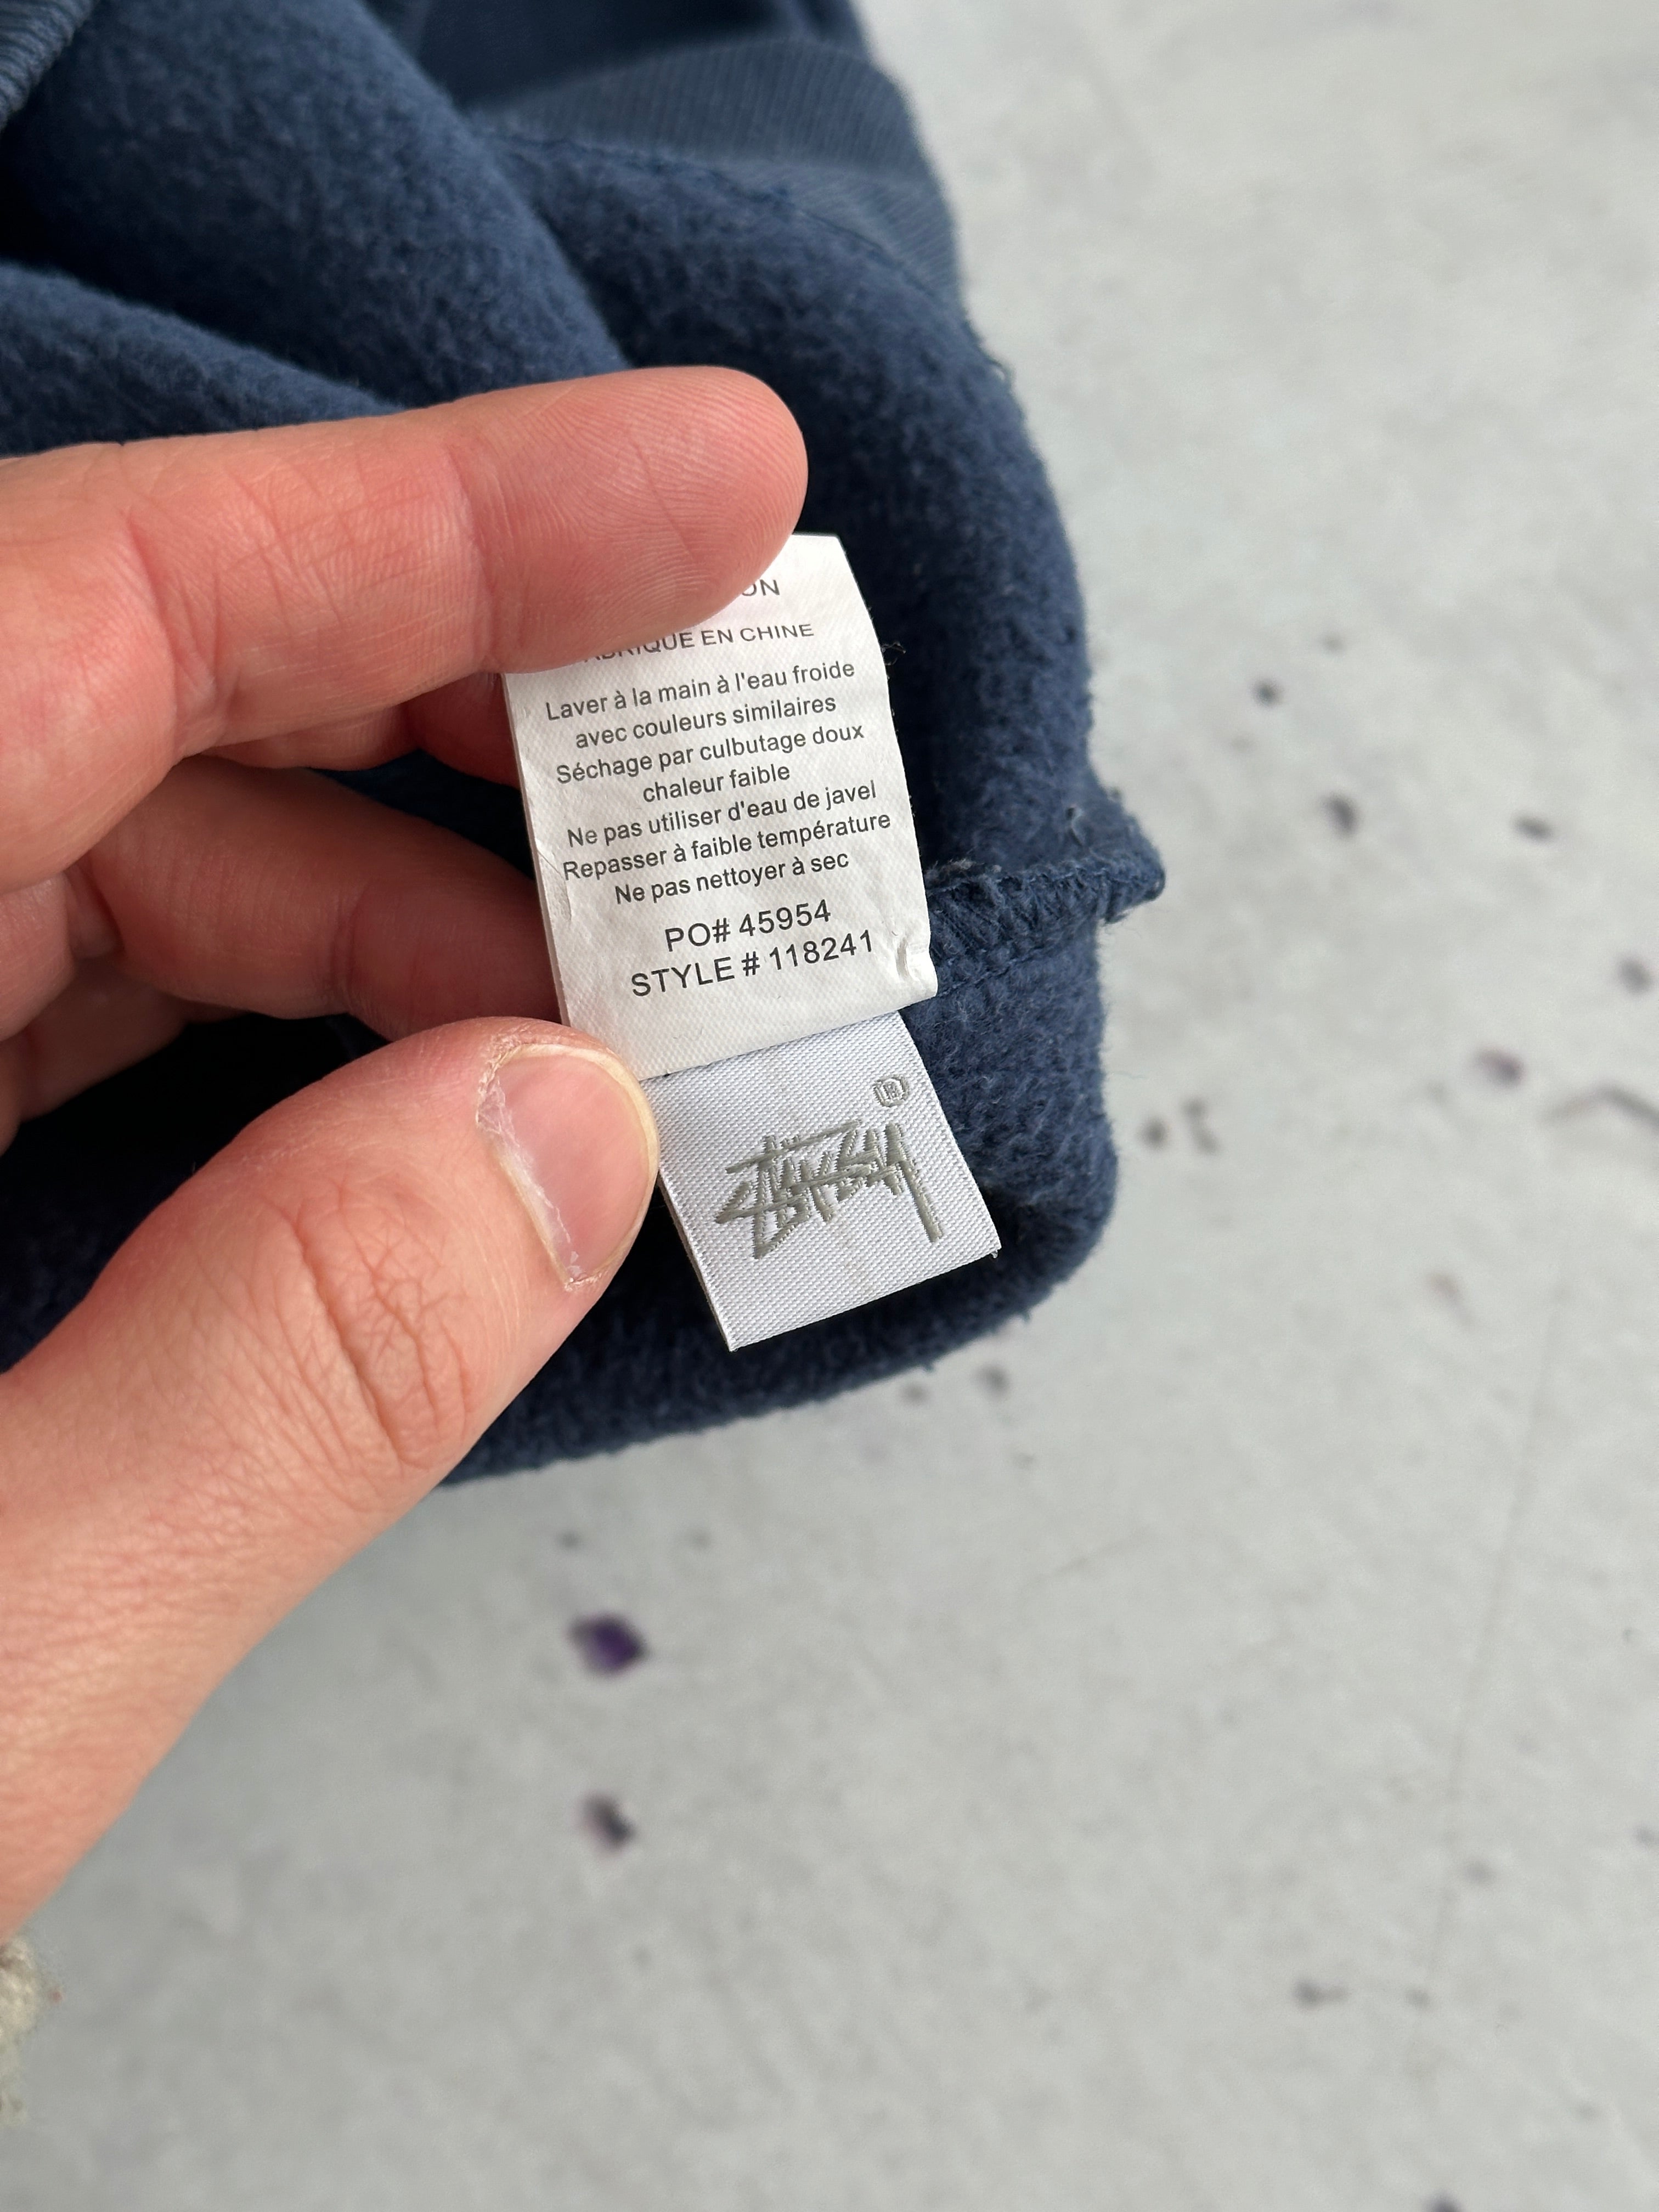 EN CHINE
Laver à la main à l'eau froide
avec couleurs similaires
Séchage par culbutage doux
chaleur faible
Ne pas utiliser d'eau de javel
Repasser à faible température
Ne pas nettoyer à sec
PO# 45954
STYLE # 118241
®
Stüssy